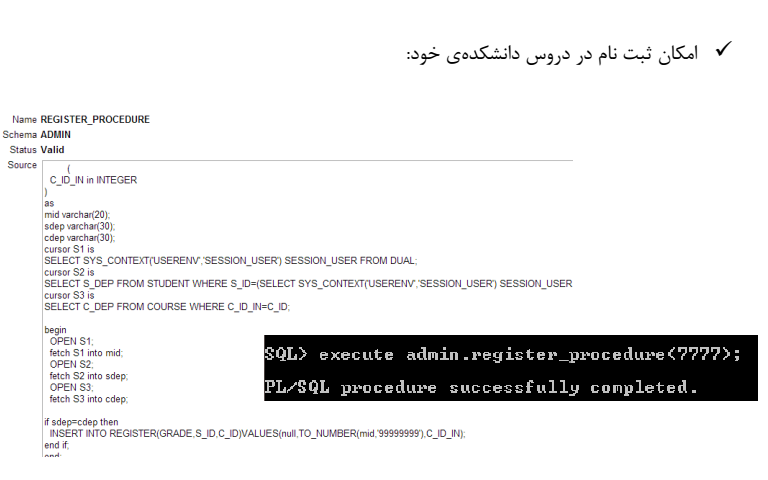 ✓ امکان ثبت نام در دروس دانشکده‌ی خود:
Name REGISTER_PROCEDURE
Schema ADMIN
Status Valid
Source
(
C_ID_IN in INTEGER
)
as
mid varchar(20);
sdep varchar(30);
cdep varchar(30);
cursor S1 is
SELECT SYS_CONTEXT('USERENV','SESSION_USER') SESSION_USER FROM DUAL;
cursor S2 is
SELECT S_DEP FROM STUDENT WHERE S_ID=(SELECT SYS_CONTEXT('USERENV','SESSION_USER') SESSION_USER
cursor S3 is
SELECT C_DEP FROM COURSE WHERE C_ID_IN=C_ID;
begin
OPEN S1;
fetch S1 into mid;
OPEN S2;
fetch S2 into sdep;
OPEN S3;
fetch S3 into cdep;
if sdep=cdep then
INSERT INTO REGISTER(GRADE,S_ID,C_ID)VALUES(null,TO_NUMBER(mid,'99999999'),C_ID_IN);
end if;
end;
SQL> execute admin.register_procedure(7777);
PL/SQL procedure successfully completed.